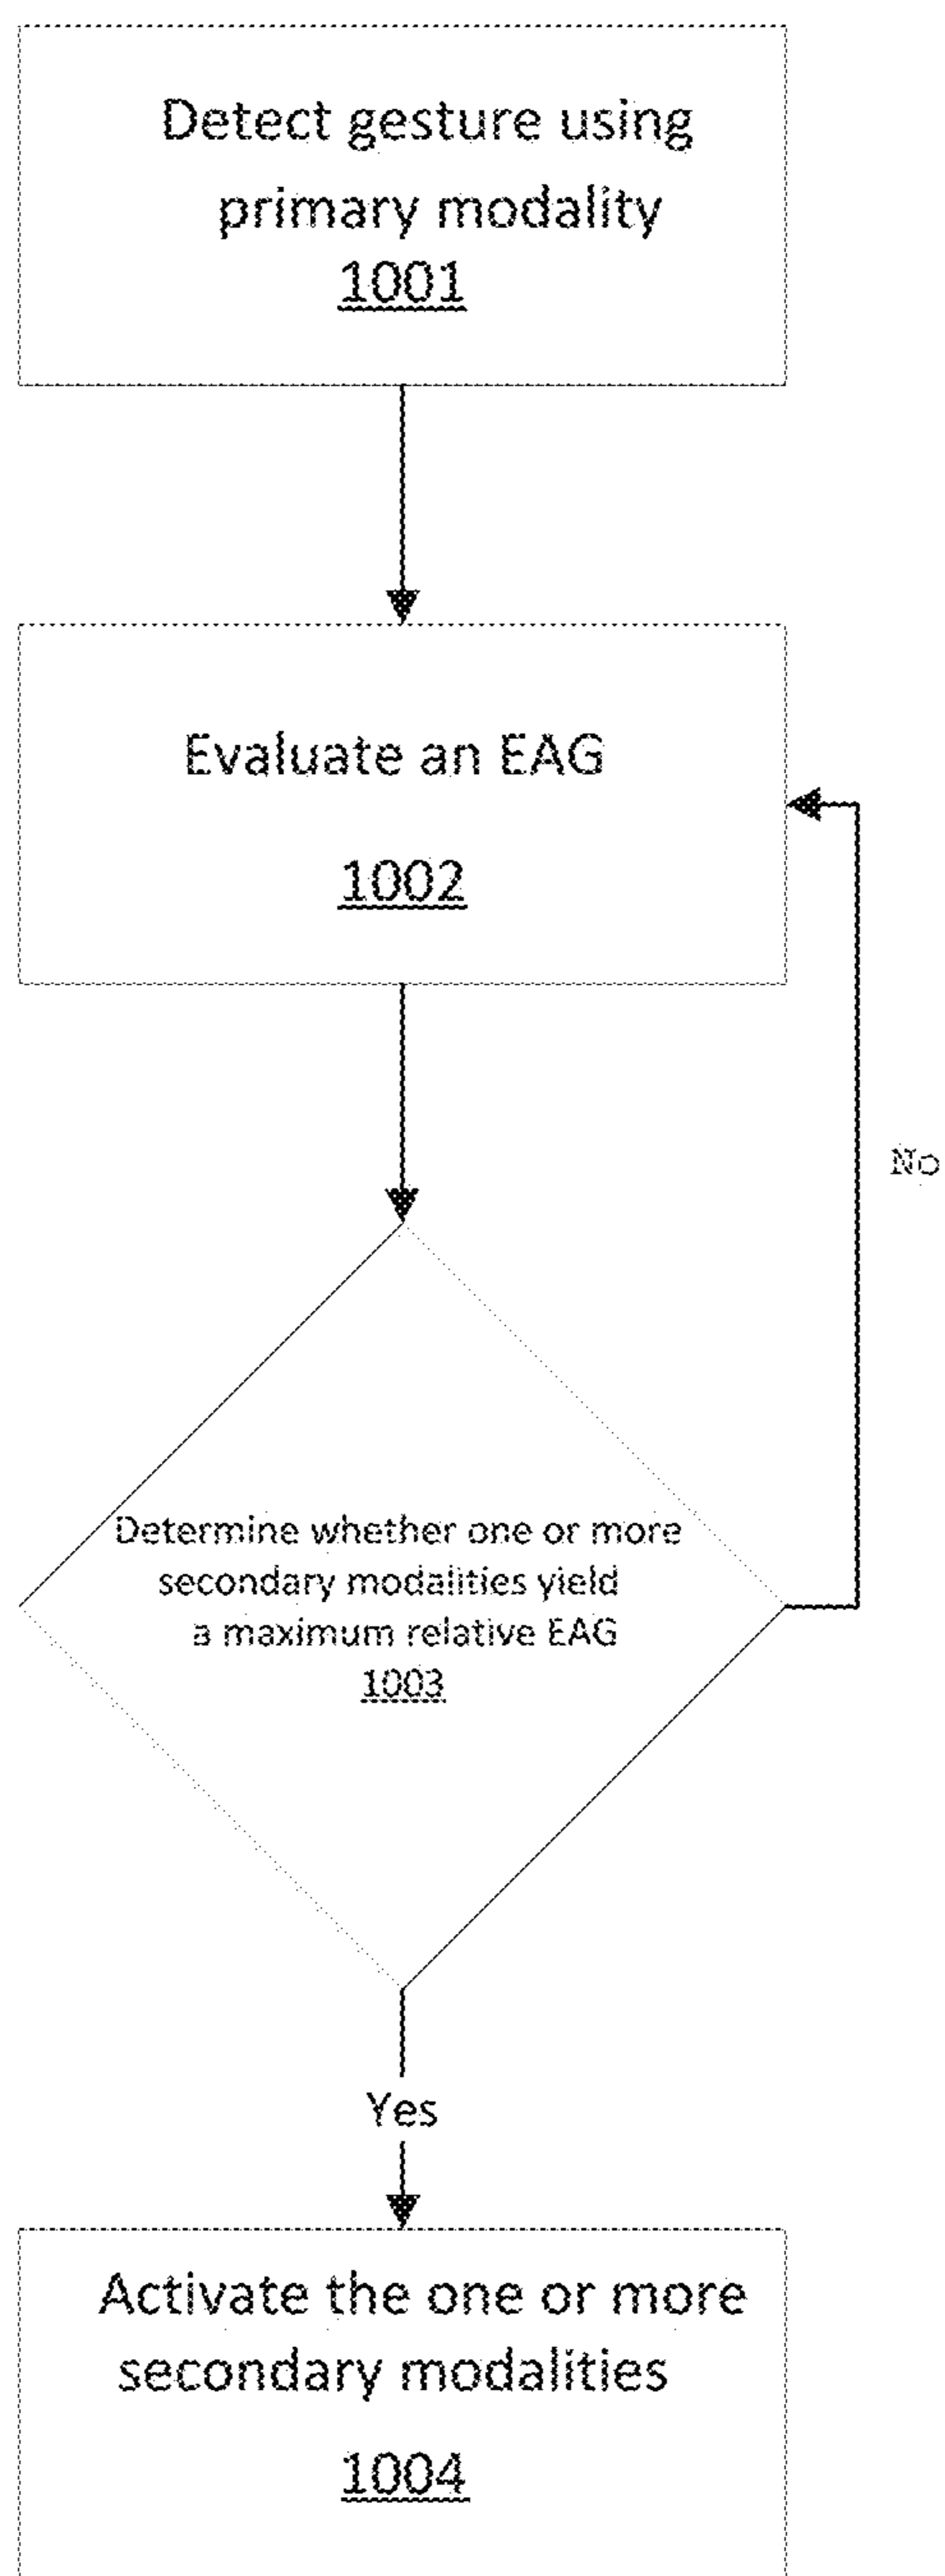 Detect gesture using
primary modality
1001
Evaluate an EAG
1002
No
Determine whether one or more
secondary modalities yield
a maximum relative EAG
1003
Yes
Activate the one or more
secondary modalities
1004